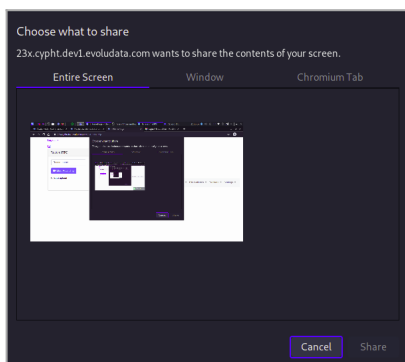 Choose what to share
23x.cypht.dev1.evoludata.com wants to share the contents of your screen.
Entire Screen
Window
Chromium Tab
Cancel
Share